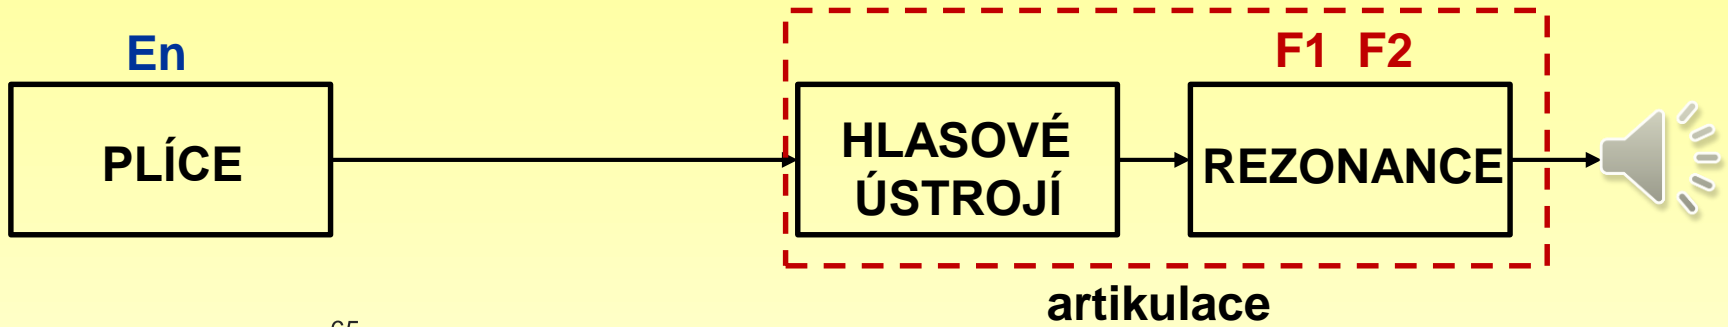 En
F1 F2
PLÍCE
HLASOVÉ
ÚSTROJÍ
REZONANCE
artikulace